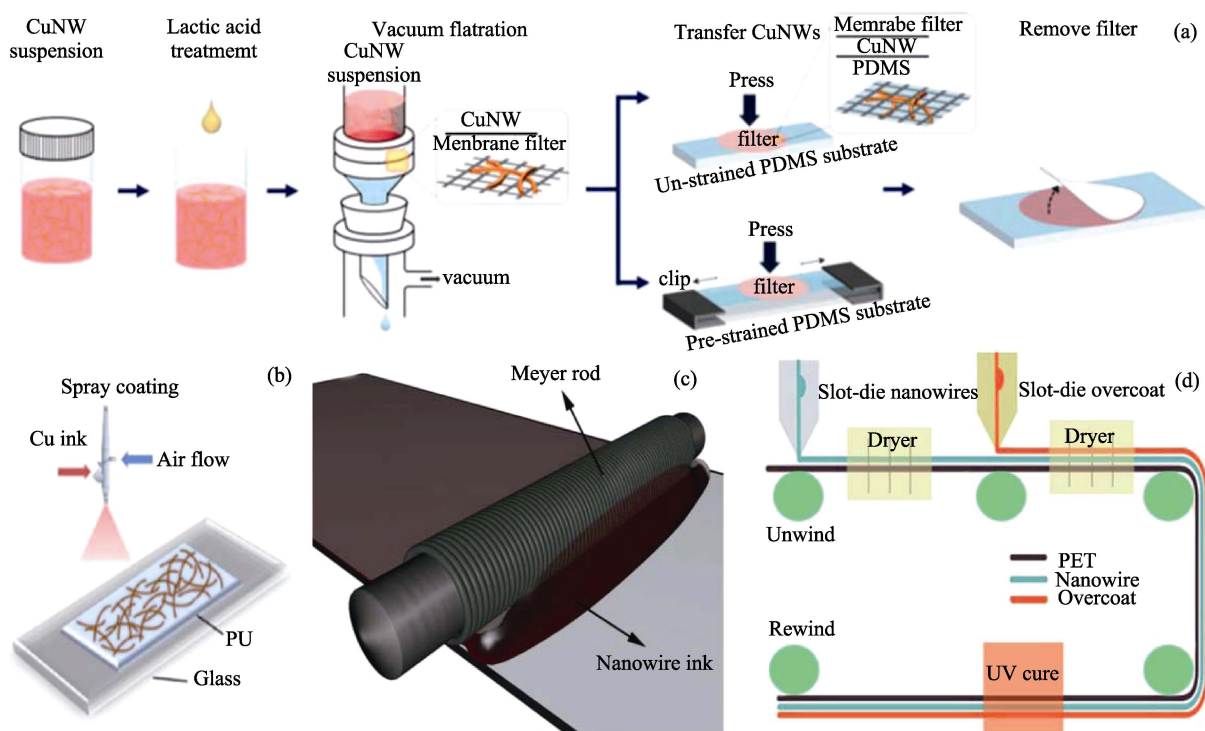 CuNW
suspension
Lactic acid
treatmemt
Vacuum flatration
CuNW
suspension
CuNW
Menbrane filter
vacuum
Transfer CuNWs
Memrabe filter
CuNW
PDMS
Press
filter
Un-strained PDMS substrate
Press
clip
filter
Pre-strained PDMS substrate
Remove filter
(a)
(b)
Spray coating
Cu ink
Air flow
PU
Glass
(c)
Meyer rod
Nanowire ink
(d)
Slot-die nanowires
Slot-die overcoat
Dryer
Dryer
Unwind
PET
Nanowire
Overcoat
Rewind
UV cure